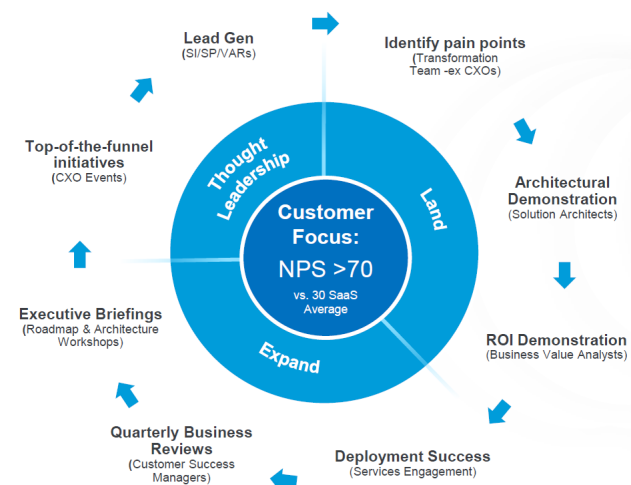 Lead Gen
(SI/SP/VARs)
Identify pain points
(Transformation
Team -ex CXOs)
Architectural
Demonstration
(Solution Architects)
ROI Demonstration
(Business Value Analysts)
Deployment Success
(Services Engagement)
Quarterly Business
Reviews
(Customer Success
Managers)
Executive Briefings
(Roadmap & Architecture
Workshops)
Top-of-the-funnel
initiatives
(CXO Events)
Thought
Leadership
Land
Expand
Customer
Focus:
NPS >70
vs. 30 SaaS
Average